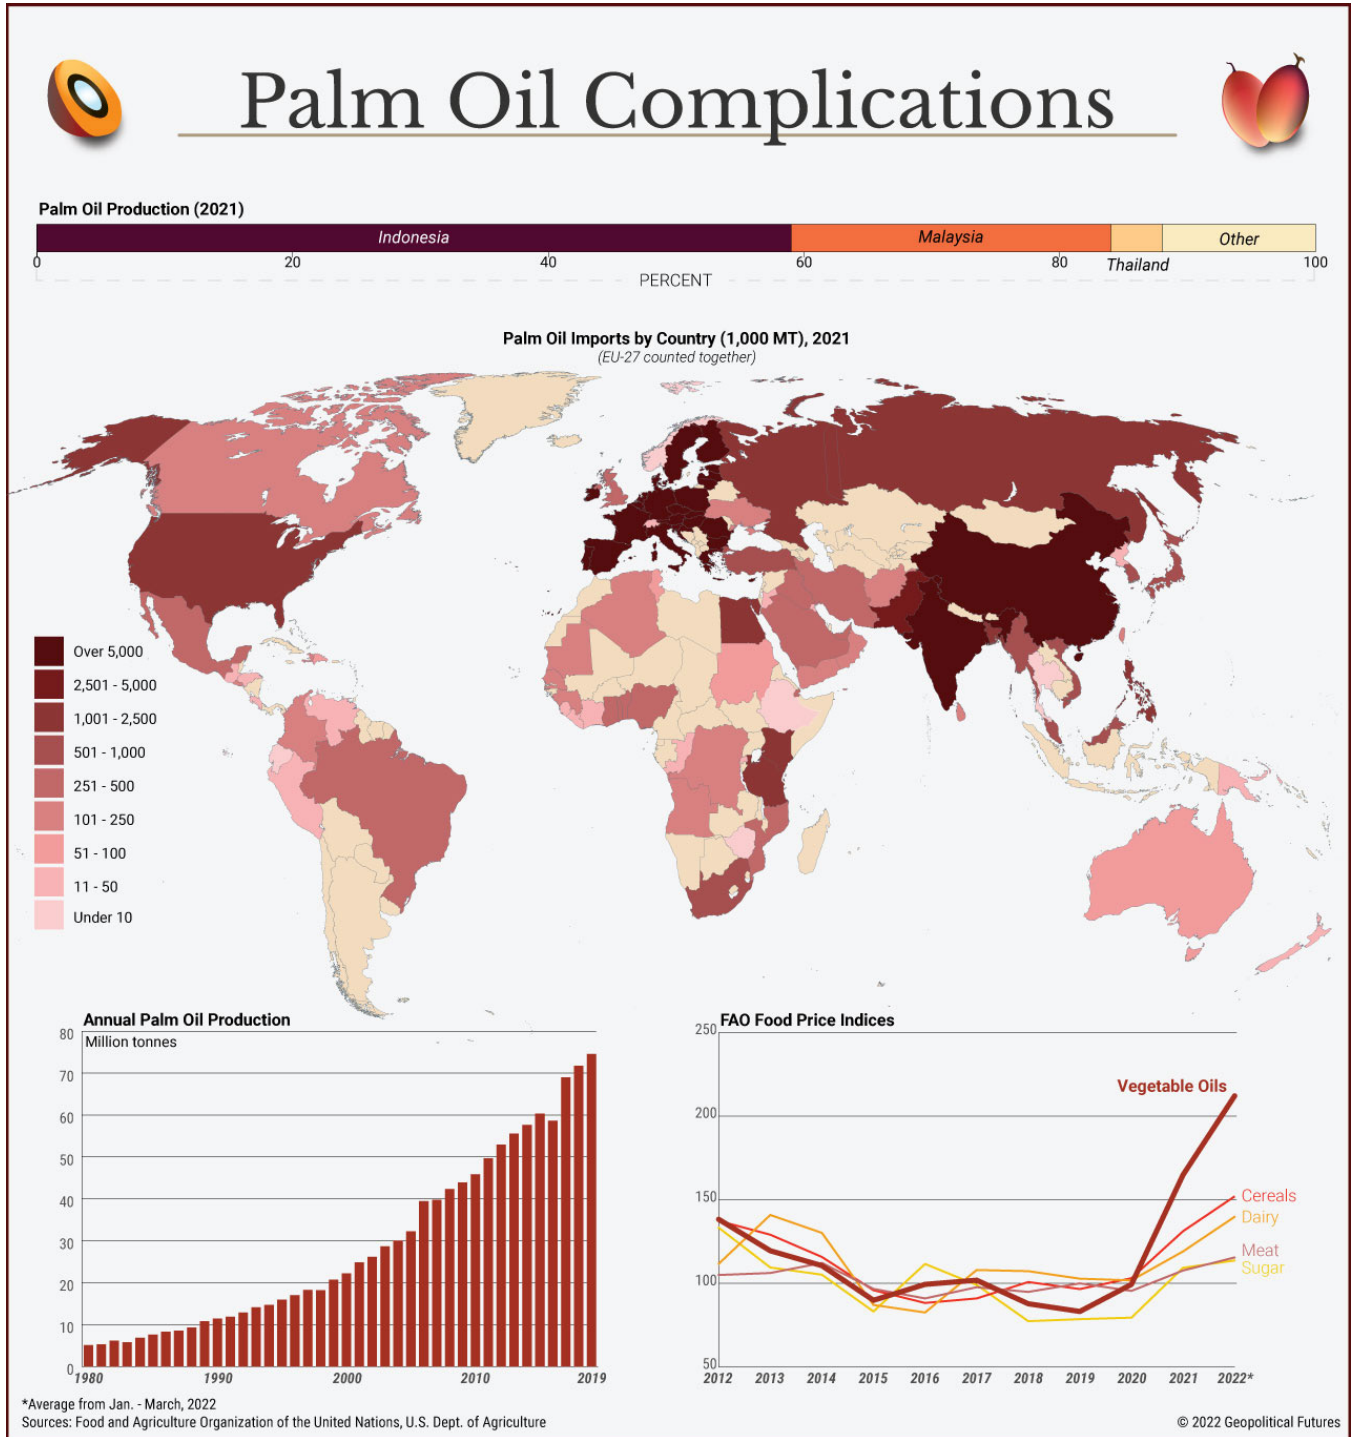 Palm Oil Complications
Palm Oil Production (2021)
Indonesia
Malaysia
Other
0
20
40
60
80
Thailand
100
PERCENT
Palm Oil Imports by Country (1,000 MT), 2021
(EU-27 counted together)
Over 5,000
2,501 - 5,000
1,001 - 2,500
501 - 1,000
251 - 500
101 - 250
51 - 100
11 - 50
Under 10
Annual Palm Oil Production
Million tonnes
80
70
60
50
40
30
20
10
0
1980
1990
2000
2010
2019
FAO Food Price Indices
250
200
150
100
50
Vegetable Oils
Cereals
Dairy
Meat
Sugar
2012
2013
2014
2015
2016
2017
2018
2019
2020
2021
2022*
*Average from Jan. - March, 2022
Sources: Food and Agriculture Organization of the United Nations, U.S. Dept. of Agriculture
© 2022 Geopolitical Futures